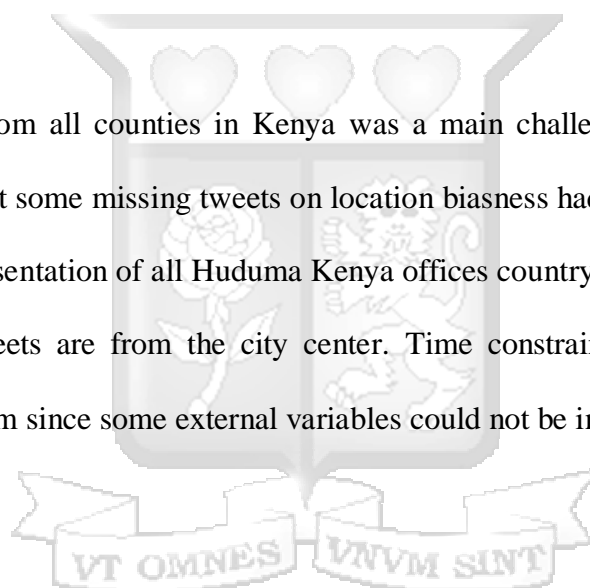 om all counties in Kenya was a main challe
t some missing tweets on location biasness had
sentation of all Huduma Kenya offices country
eets are from the city center. Time constrai
m since some external variables could not be in
VT OMNES VNVM SINT